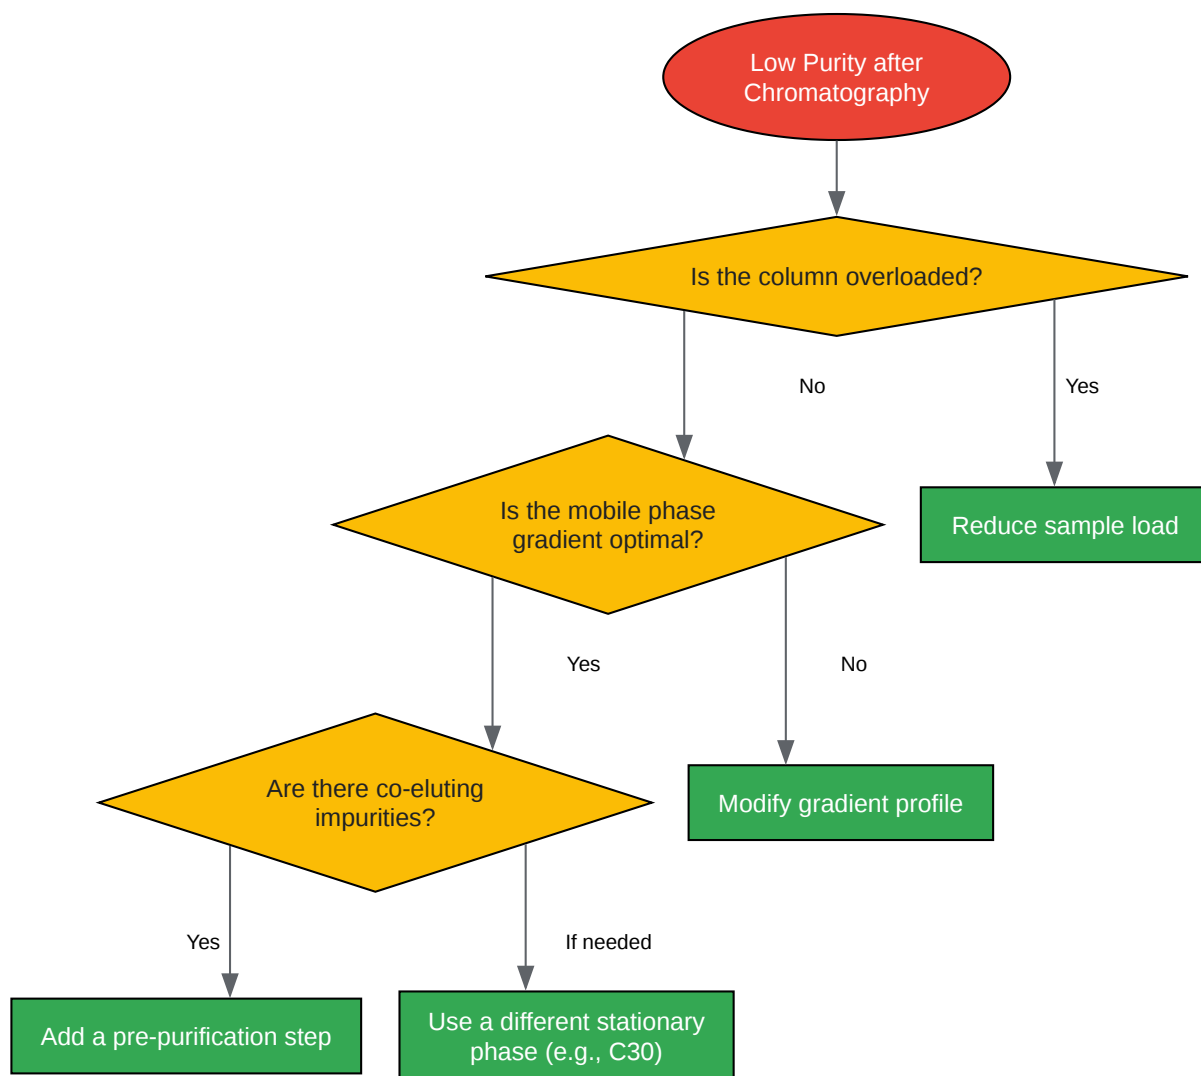 Low Purity after
Chromatography
Is the column overloaded?
No
Yes
Is the mobile phase
gradient optimal?
Reduce sample load
Yes
No
Are there co-eluting
impurities?
Modify gradient profile
Yes
If needed
Add a pre-purification step
Use a different stationary
phase (e.g., C30)